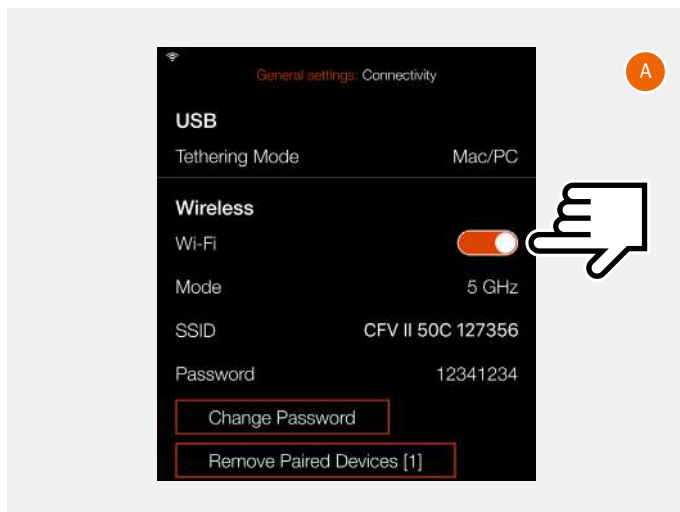 General settings: Connectivity
A
USB
Tethering Mode Mac/PC
Wireless
Wi-Fi
Mode 5 GHz
SSID CFV II 50C 127356
Password 12341234
Change Password
Remove Paired Devices [1]